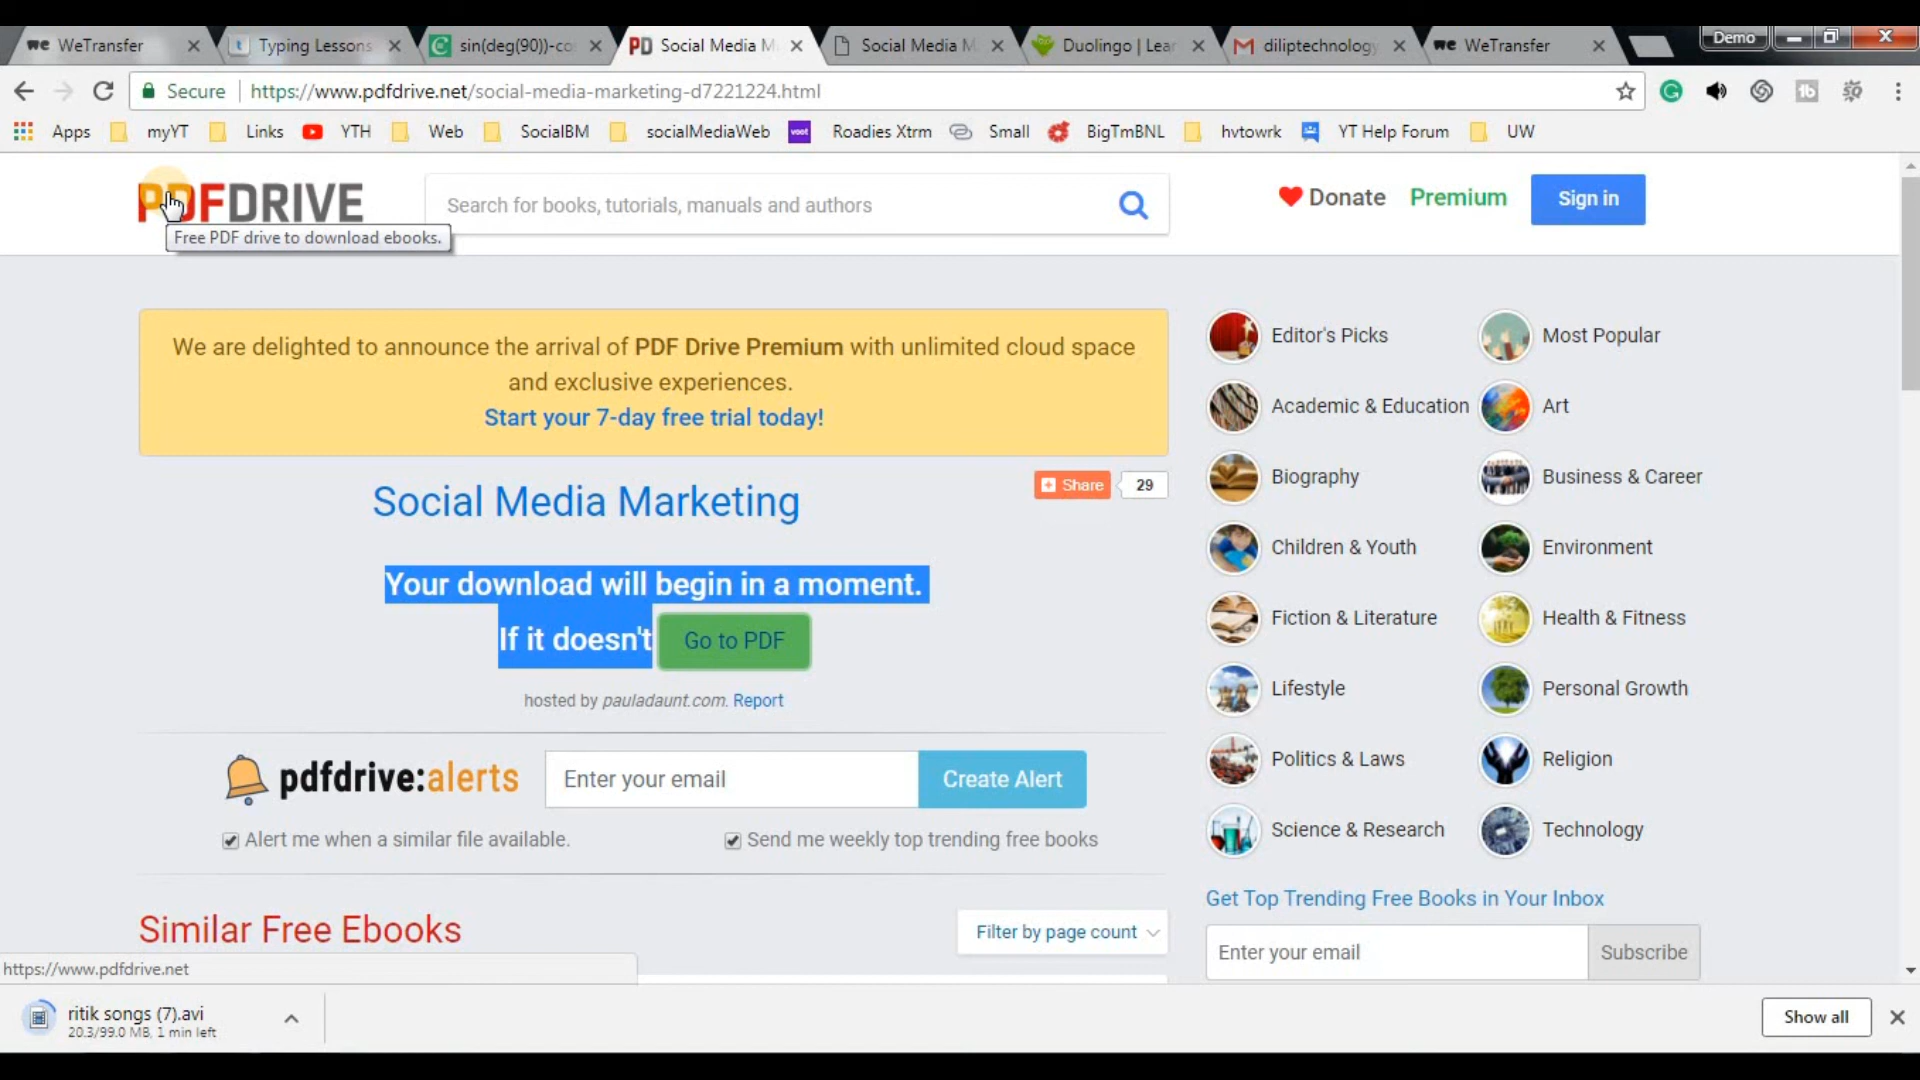 WeTransfer
Typing Lessons
sin(deg(90))-co
PD Social Media M
Social Media M
Duolingo | Lear
diliptechnology
WeTransfer
Demo
Secure
https://www.pdfdrive.net/social-media-marketing-d7221224.html
Apps
myYT
Links
YTH
Web
SocialBM
socialMediaWeb
voot
Roadies Xtrm
Small
BigTmBNL
hvtowrk
YT Help Forum
UW
PDFDRIVE
Search for books, tutorials, manuals and authors
Donate
Premium
Sign in
Free PDF drive to download ebooks.
We are delighted to announce the arrival of PDF Drive Premium with unlimited cloud space
and exclusive experiences.
Start your 7-day free trial today!
Share
29
Social Media Marketing
Your download will begin in a moment.
If it doesn't
Go to PDF
hosted by pauladaunt.com. Report
pdfdrive:alerts
Enter your email
Create Alert
Alert me when a similar file available.
Send me weekly top trending free books
Similar Free Ebooks
Filter by page count
Editor's Picks
Most Popular
Academic & Education
Art
Biography
Business & Career
Children & Youth
Environment
Fiction & Literature
Health & Fitness
Lifestyle
Personal Growth
Politics & Laws
Religion
Science & Research
Technology
Get Top Trending Free Books in Your Inbox
Enter your email
Subscribe
https://www.pdfdrive.net
ritik songs (7).avi
20.3/99.0 MB, 1 min left
Show all